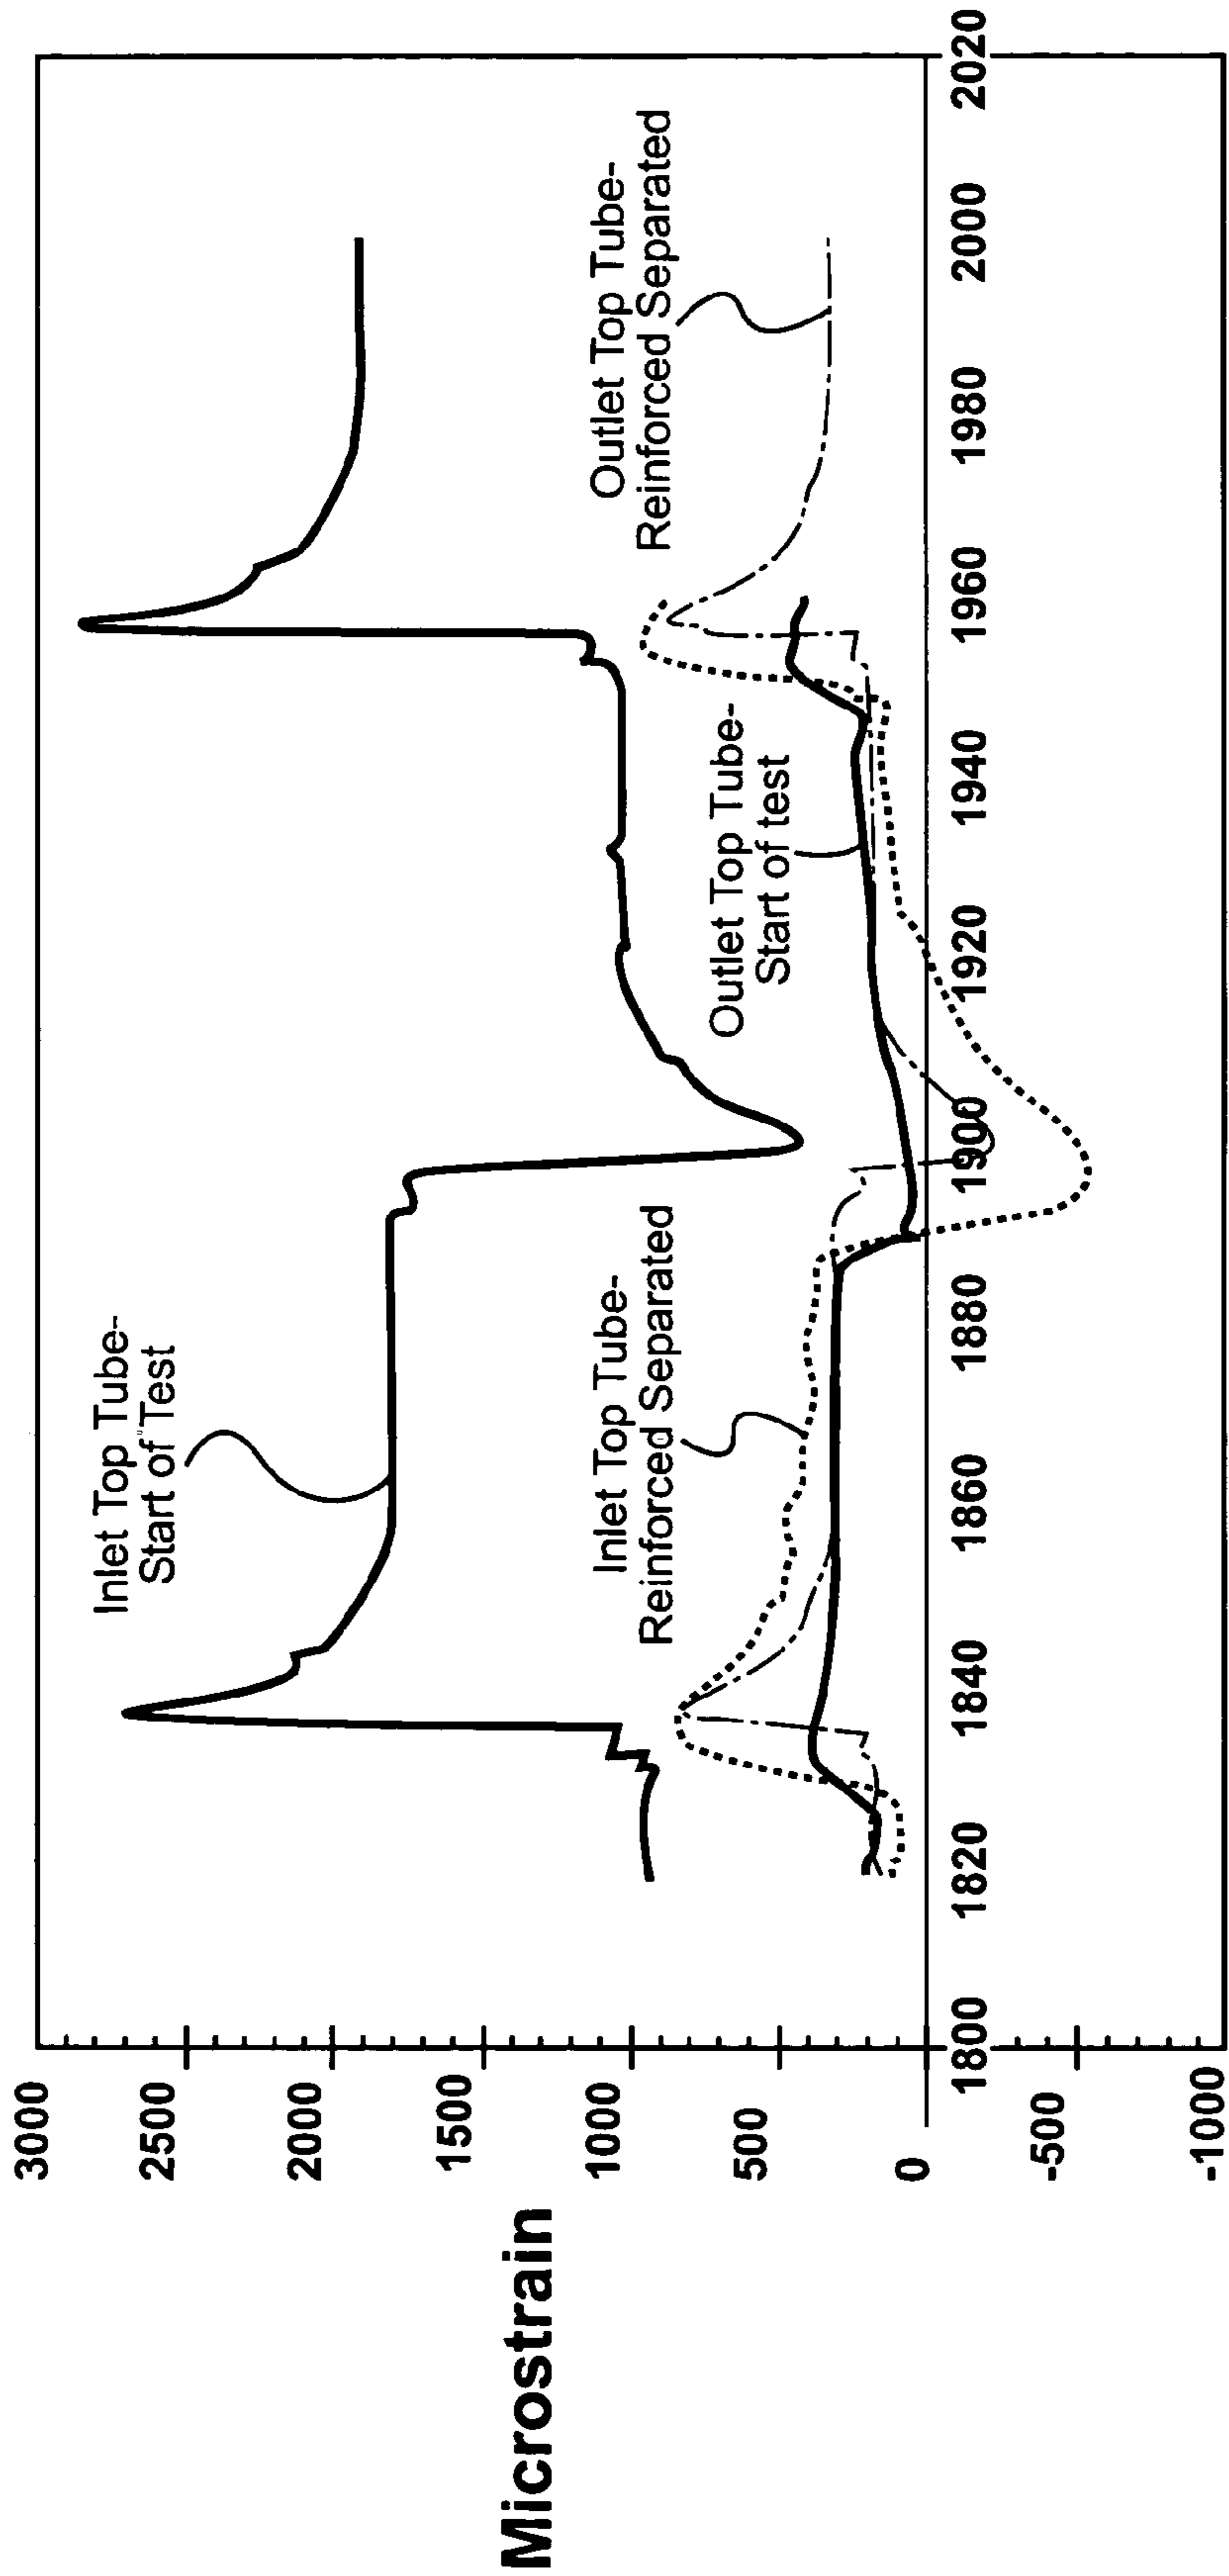 Microstrain
3000
2500
2000
1500
1000
500
0
-500
-1000
1800
1820
1840
1860
1880
1900
1920
1940
1960
1980
2000
2020
Inlet Top Tube-
Start of Test
Inlet Top Tube-
Reinforced Separated
Outlet Top Tube-
Start of test
Outlet Top Tube-
Reinforced Separated